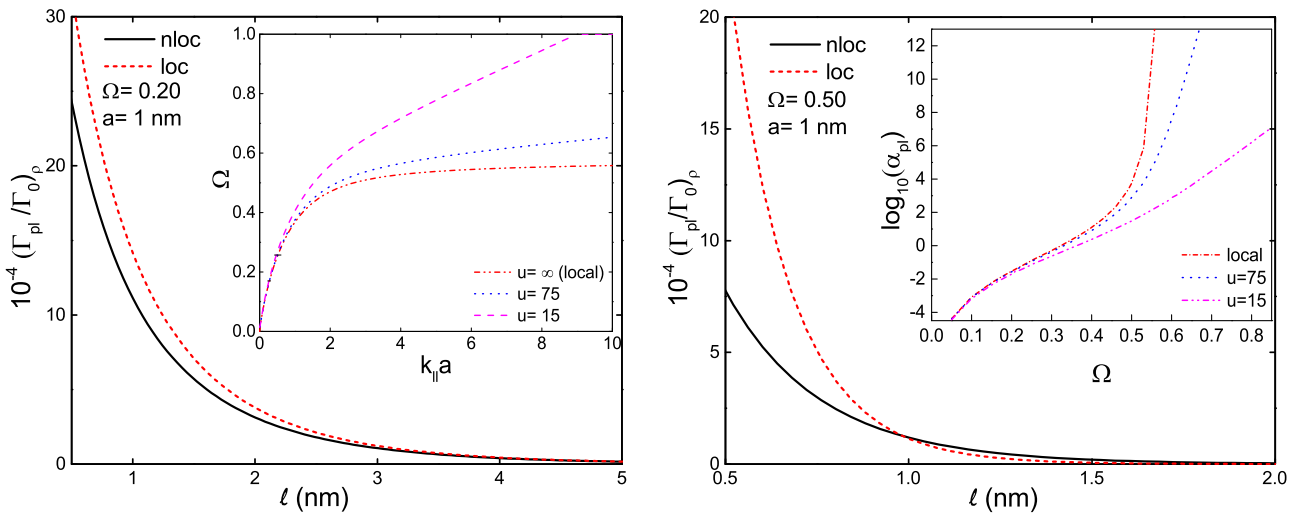 30
20
10
0
10⁻⁴ (Γpl /Γ0)ρ
nloc
loc
Ω= 0.20
a= 1 nm
1
2
3
4
5
ℓ (nm)
1.0
0.8
0.6
0.4
0.2
0.0
Ω
u= ∞ (local)
u= 75
u= 15
0
2
4
6
8
10
k||a
20
15
10
5
0
10⁻⁴ (Γpl/Γ0)ρ
nloc
loc
Ω= 0.50
a= 1 nm
0.5
1.0
1.5
2.0
ℓ (nm)
12
10
8
6
4
2
0
-2
-4
log10(αpl)
local
u=75
u=15
0.0 0.1 0.2 0.3 0.4 0.5 0.6 0.7 0.8
Ω